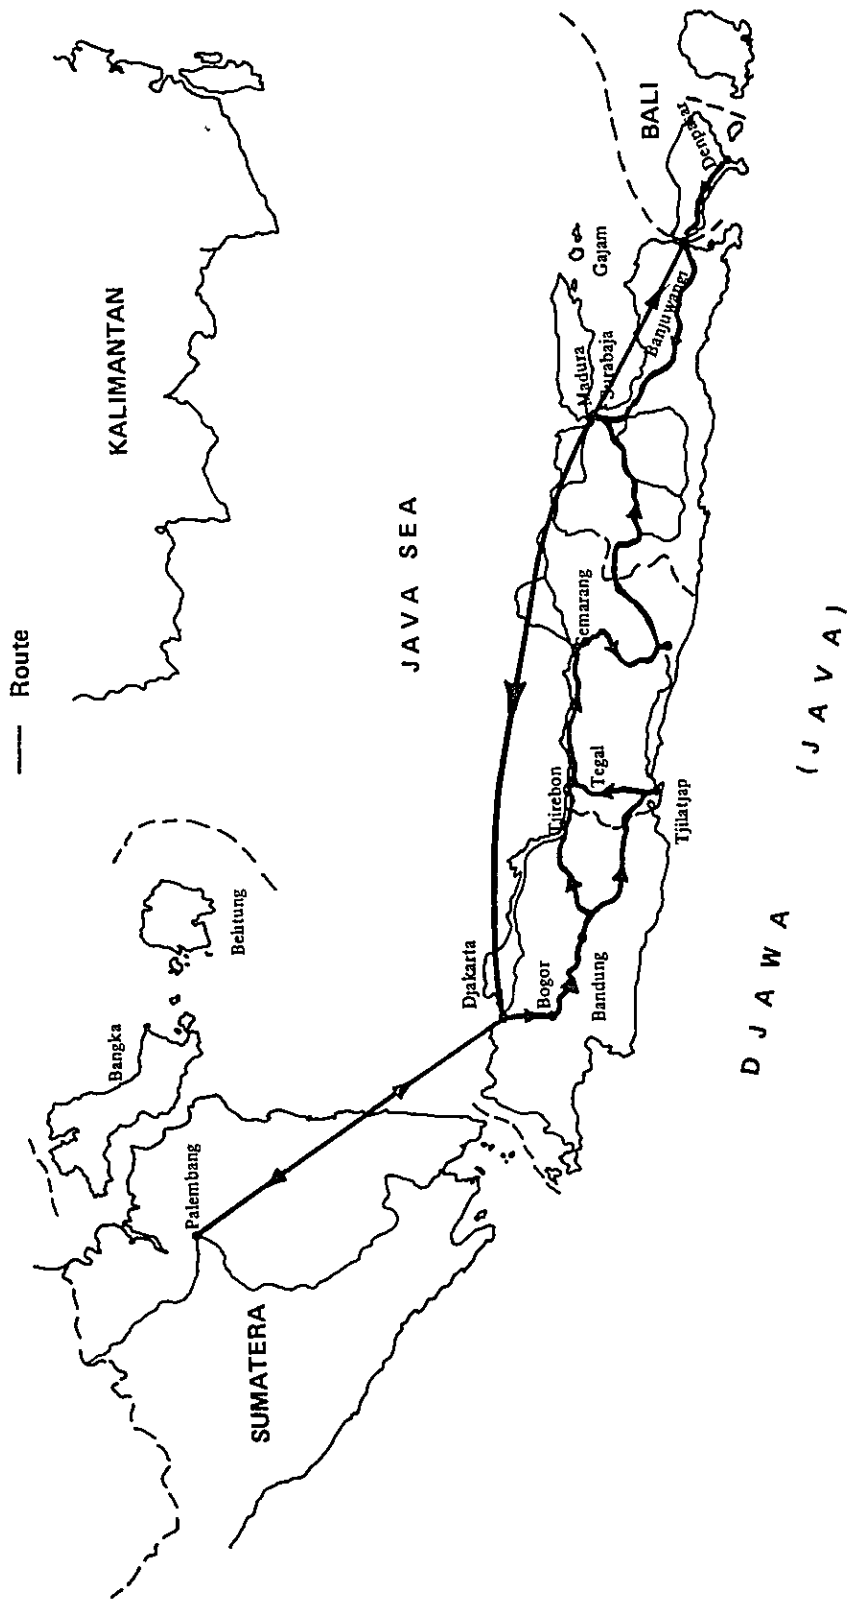 Route
KALIMANTAN
JAVA SEA
BALI
Denpasar
Gajam
Madura
Surabaja
Banjuwangi
Semarang
Tegal
Tjirebon
Tjilatjap
Djakarta
Bogor
Bandung
Belitung
Bangka
Palembang
SUMATERA
DJAWA
(JAVA)